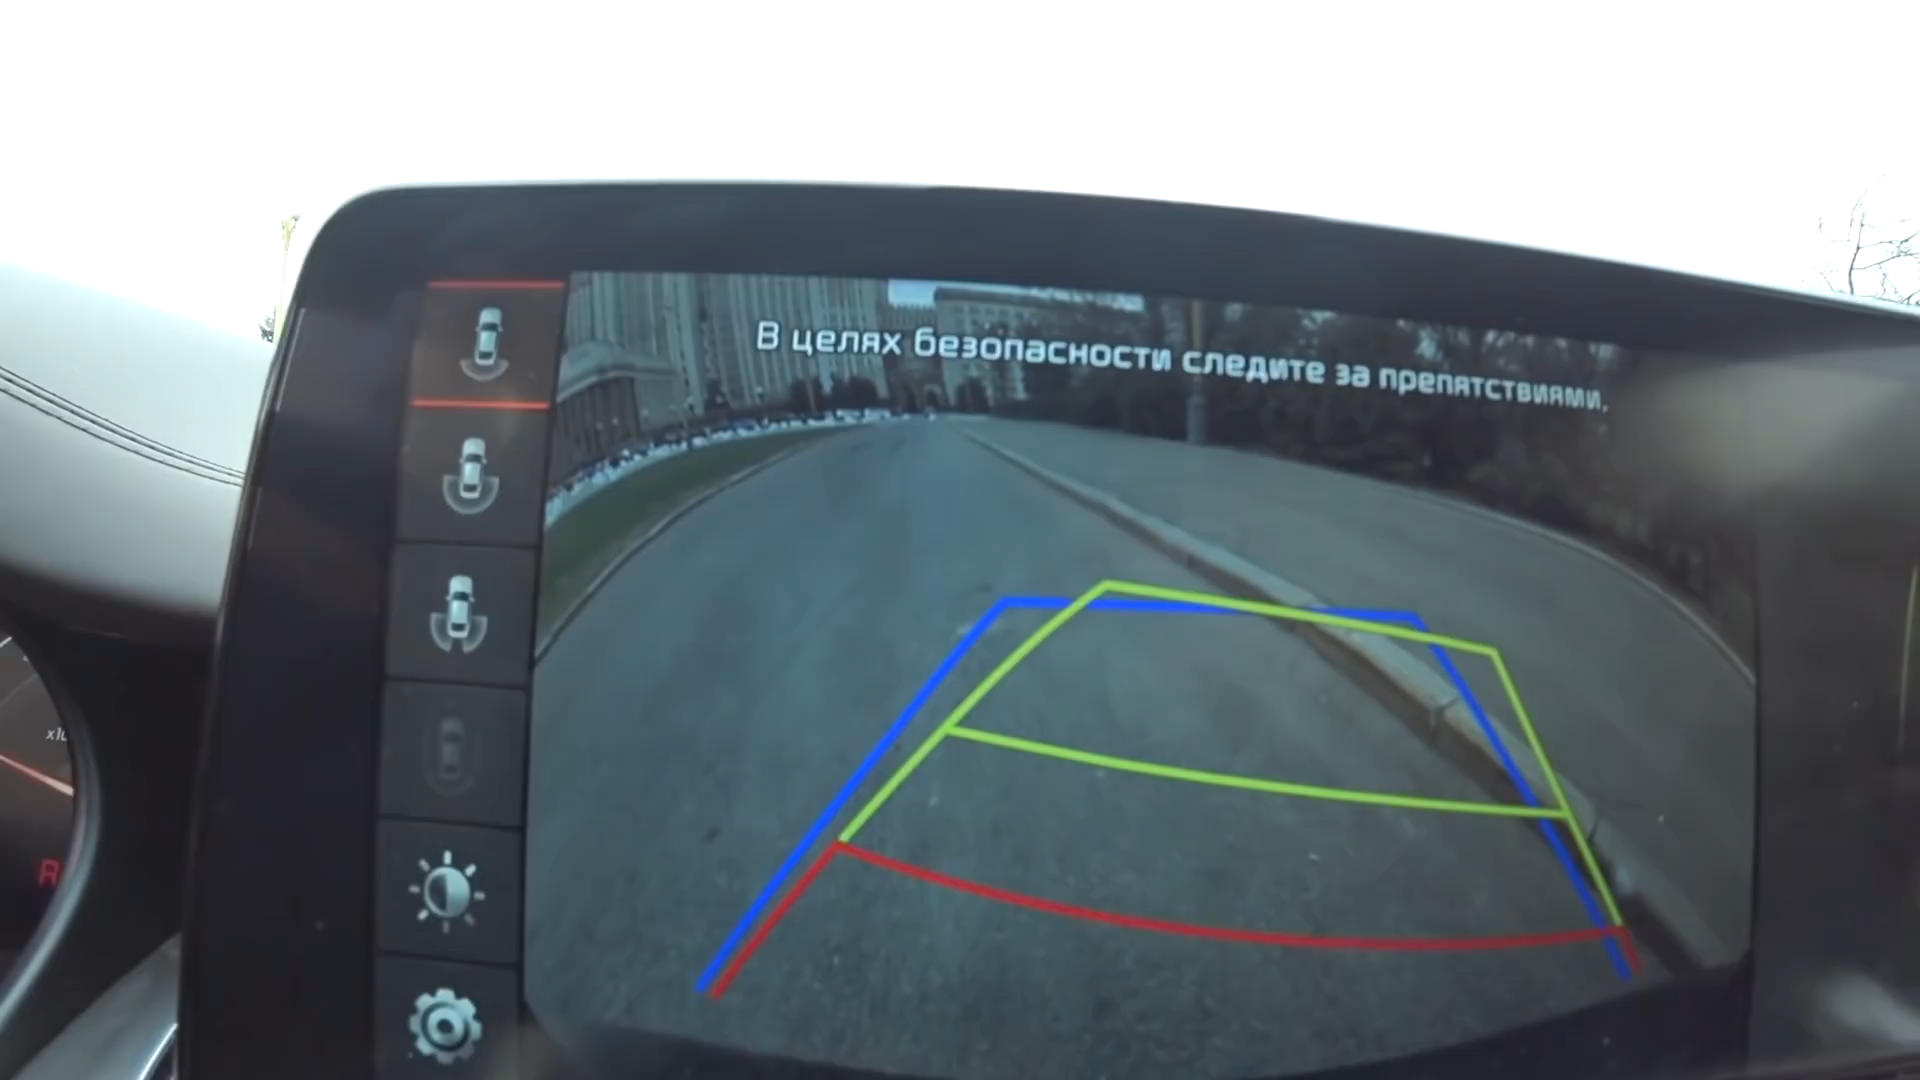 В целях безопасности следите за препятствиями.
R